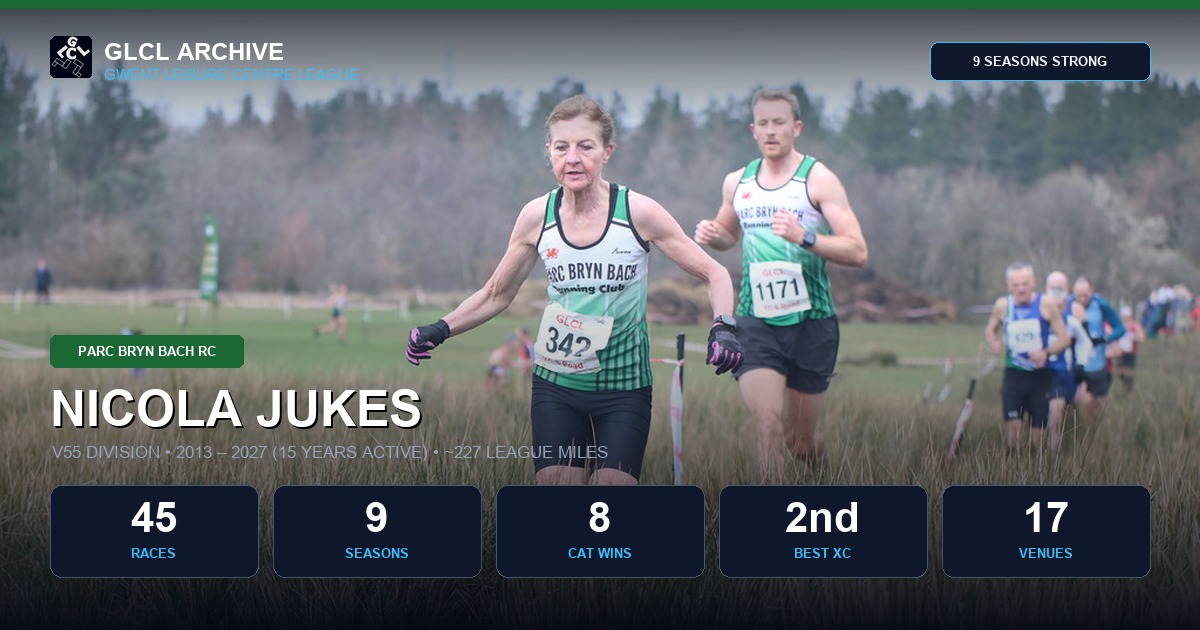 GLCL ARCHIVE
GWENT LEISURE CENTRE LEAGUE
9 SEASONS STRONG
PARC BRYN BACH
Running Club
GLCL
342
PARC BRYN BACH
Running Club
GLCL
1171
PARC BRYN BACH RC
NICOLA JUKES
V55 DIVISION • 2013 – 2027 (15 YEARS ACTIVE) • ~227 LEAGUE MILES
45
RACES
9
SEASONS
8
CAT WINS
2nd
BEST XC
17
VENUES